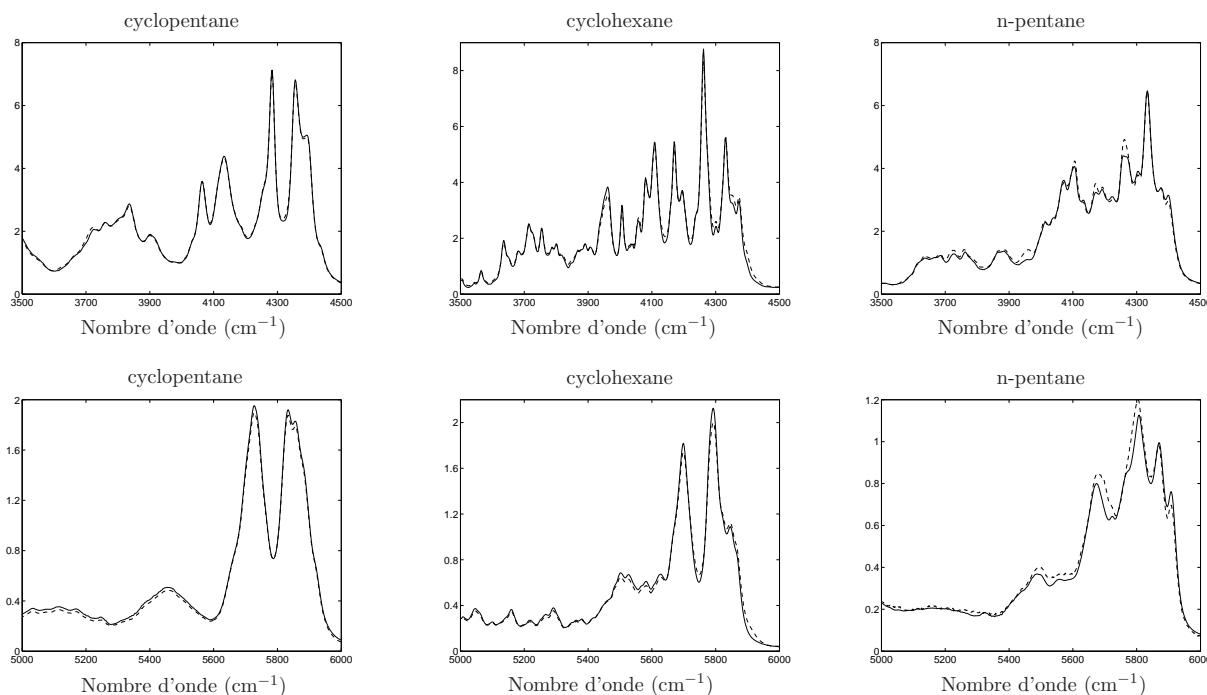 cyclopentane cyclohexane n-pentane
8 8 8
6 6 6
4 4 4
2 2 2
0 0 0
3500 3700 3900 4100 4300 4500 3500 3700 3900 4100 4300 4500 3500 3700 3900 4100 4300 4500
Nombre d'onde (cm−1) Nombre d'onde (cm−1) Nombre d'onde (cm−1)
cyclopentane cyclohexane n-pentane
2 2 1.2
1.6 1.6 1
1.2 1.2 0.8
0.8 0.8 0.6
0.4 0.4 0.4
0 0 0.2
0
5000 5200 5400 5600 5800 6000 5000 5200 5400 5600 5800 6000 5000 5200 5400 5600 5800 6000
Nombre d'onde (cm−1) Nombre d'onde (cm−1) Nombre d'onde (cm−1)